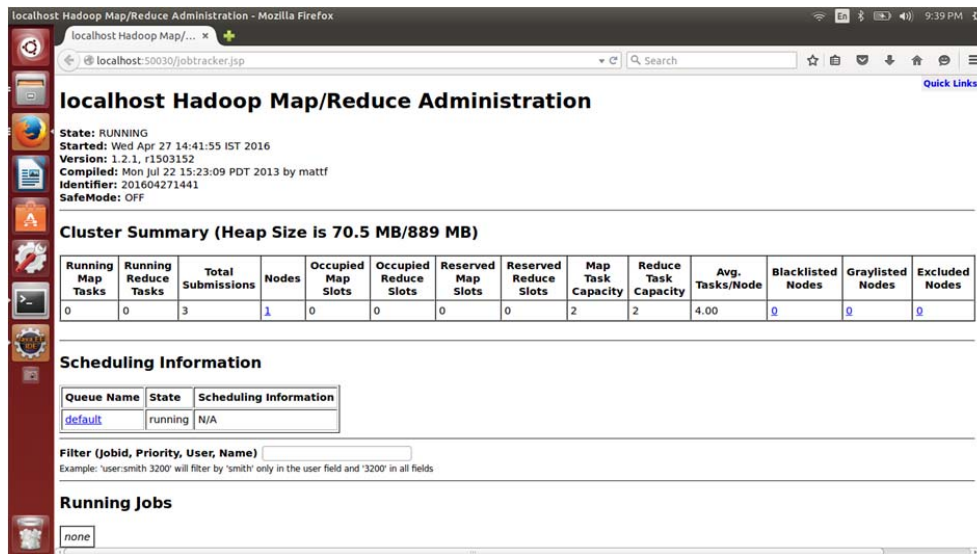 localhost Hadoop Map/Reduce Administration - Mozilla Firefox
En 9:39 PM
localhost Hadoop Map/... ×
localhost:50030/jobtracker.jsp
Search
Quick Links
localhost Hadoop Map/Reduce Administration
State: RUNNING
Started: Wed Apr 27 14:41:55 IST 2016
Version: 1.2.1, r1503152
Compiled: Mon Jul 22 15:23:09 PDT 2013 by mattf
Identifier: 201604271441
SafeMode: OFF
Cluster Summary (Heap Size is 70.5 MB/889 MB)
Running Map Tasks Running Reduce Tasks Total Submissions Nodes Occupied Map Slots Occupied Reduce Slots Reserved Map Slots Reserved Reduce Slots Map Task Capacity Reduce Task Capacity Avg. Tasks/Node Blacklisted Nodes Graylisted Nodes Excluded Nodes
0 0 3 1 0 0 0 0 2 2 4.00 0 0 0
Scheduling Information
Queue Name State Scheduling Information
default running N/A
Filter (Jobid, Priority, User, Name)
Example: 'user:smith 3200' will filter by 'smith' only in the user field and '3200' in all fields
Running Jobs
none